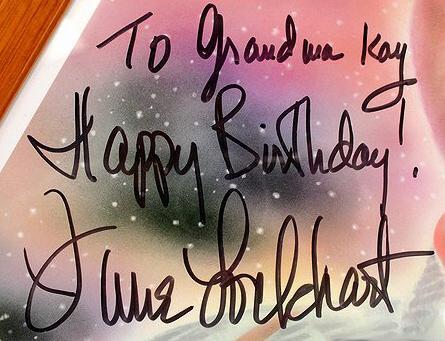 To Grandma Kay
Happy Birthday!
June Lockhart